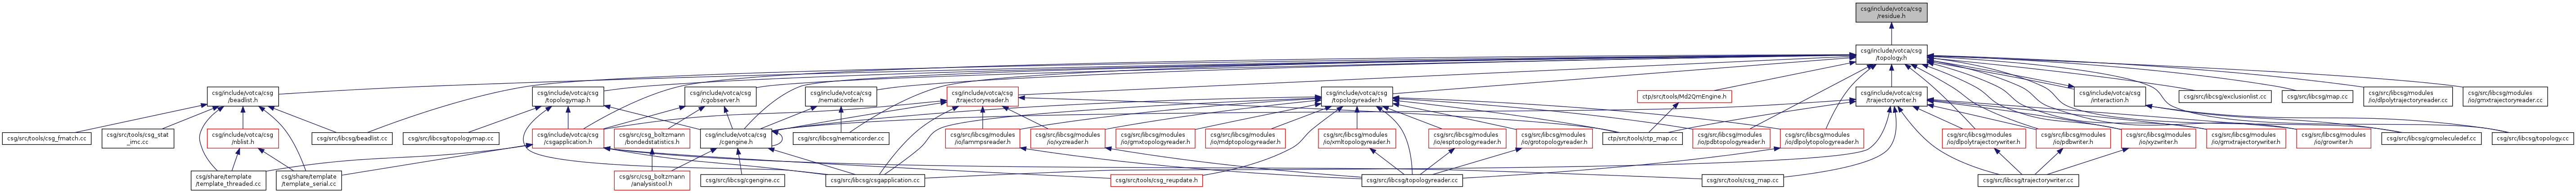 csg/include/votca/csg
/residue.h
csg/include/votca/csg
/topology.h
csg/include/votca/csg
/beadlist.h
csg/include/votca/csg
/topologymap.h
csg/include/votca/csg
/cgobserver.h
csg/include/votca/csg
/nematicorder.h
csg/include/votca/csg
/trajectoryreader.h
csg/include/votca/csg
/topologyreader.h
ctp/src/tools/Md2QmEngine.h
csg/include/votca/csg
/trajectorywriter.h
csg/include/votca/csg
/interaction.h
csg/src/libcsg/exclusionlist.cc
csg/src/libcsg/map.cc
csg/src/libcsg/modules
/io/dlpolytrajectoryreader.cc
csg/src/libcsg/modules
/io/gmxtrajectoryreader.cc
csg/src/tools/csg_fmatch.cc
csg/src/tools/csg_stat
_imc.cc
csg/include/votca/csg
/nblist.h
csg/src/libcsg/beadlist.cc
csg/src/libcsg/topologymap.cc
csg/include/votca/csg
/csgapplication.h
csg/src/csg_boltzmann
/bondedstatistics.h
csg/include/votca/csg
/cgengine.h
csg/src/libcsg/nematicorder.cc
csg/src/libcsg/modules
/io/lammpsreader.h
csg/src/libcsg/modules
/io/xyzreader.h
csg/src/libcsg/modules
/io/gmxtopologyreader.h
csg/src/libcsg/modules
/io/mdptopologyreader.h
csg/src/libcsg/modules
/io/xmltopologyreader.h
csg/src/libcsg/modules
/io/esptopologyreader.h
csg/src/libcsg/modules
/io/grotopologyreader.h
ctp/src/tools/ctp_map.cc
csg/src/libcsg/modules
/io/pdbtopologyreader.h
csg/src/libcsg/modules
/io/dlpolytopologyreader.h
csg/src/libcsg/modules
/io/dlpolytrajectorywriter.h
csg/src/libcsg/modules
/io/pdbwriter.h
csg/src/libcsg/modules
/io/xyzwriter.h
csg/src/libcsg/modules
/io/gmxtrajectorywriter.h
csg/src/libcsg/modules
/io/growriter.h
csg/src/libcsg/cgmoleculedef.cc
csg/src/libcsg/topology.cc
csg/share/template
/template_threaded.cc
csg/share/template
/template_serial.cc
csg/src/csg_boltzmann
/analysistool.h
csg/src/libcsg/cgengine.cc
csg/src/libcsg/csgapplication.cc
csg/src/tools/csg_reupdate.h
csg/src/libcsg/topologyreader.cc
csg/src/tools/csg_map.cc
csg/src/libcsg/trajectorywriter.cc